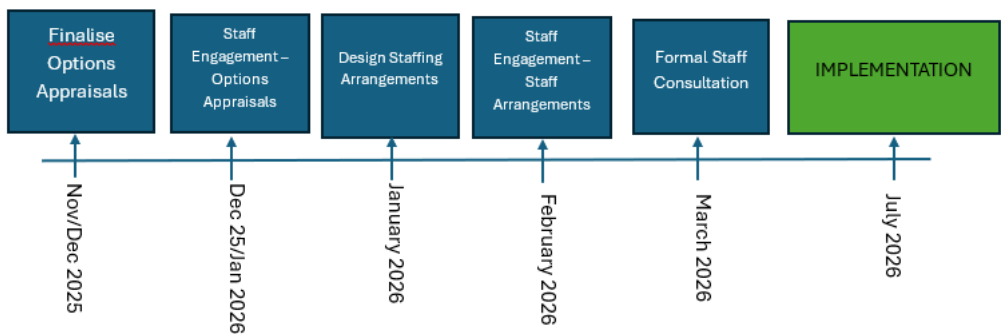 Finalise
Options
Appraisals
Staff
Engagement –
Options
Appraisals
Design Staffing
Arrangements
Staff
Engagement –
Staff
Arrangements
Formal Staff
Consultation
IMPLEMENTATION
Nov/Dec 2025
Dec 25/Jan 2026
January 2026
February 2026
March 2026
July 2026